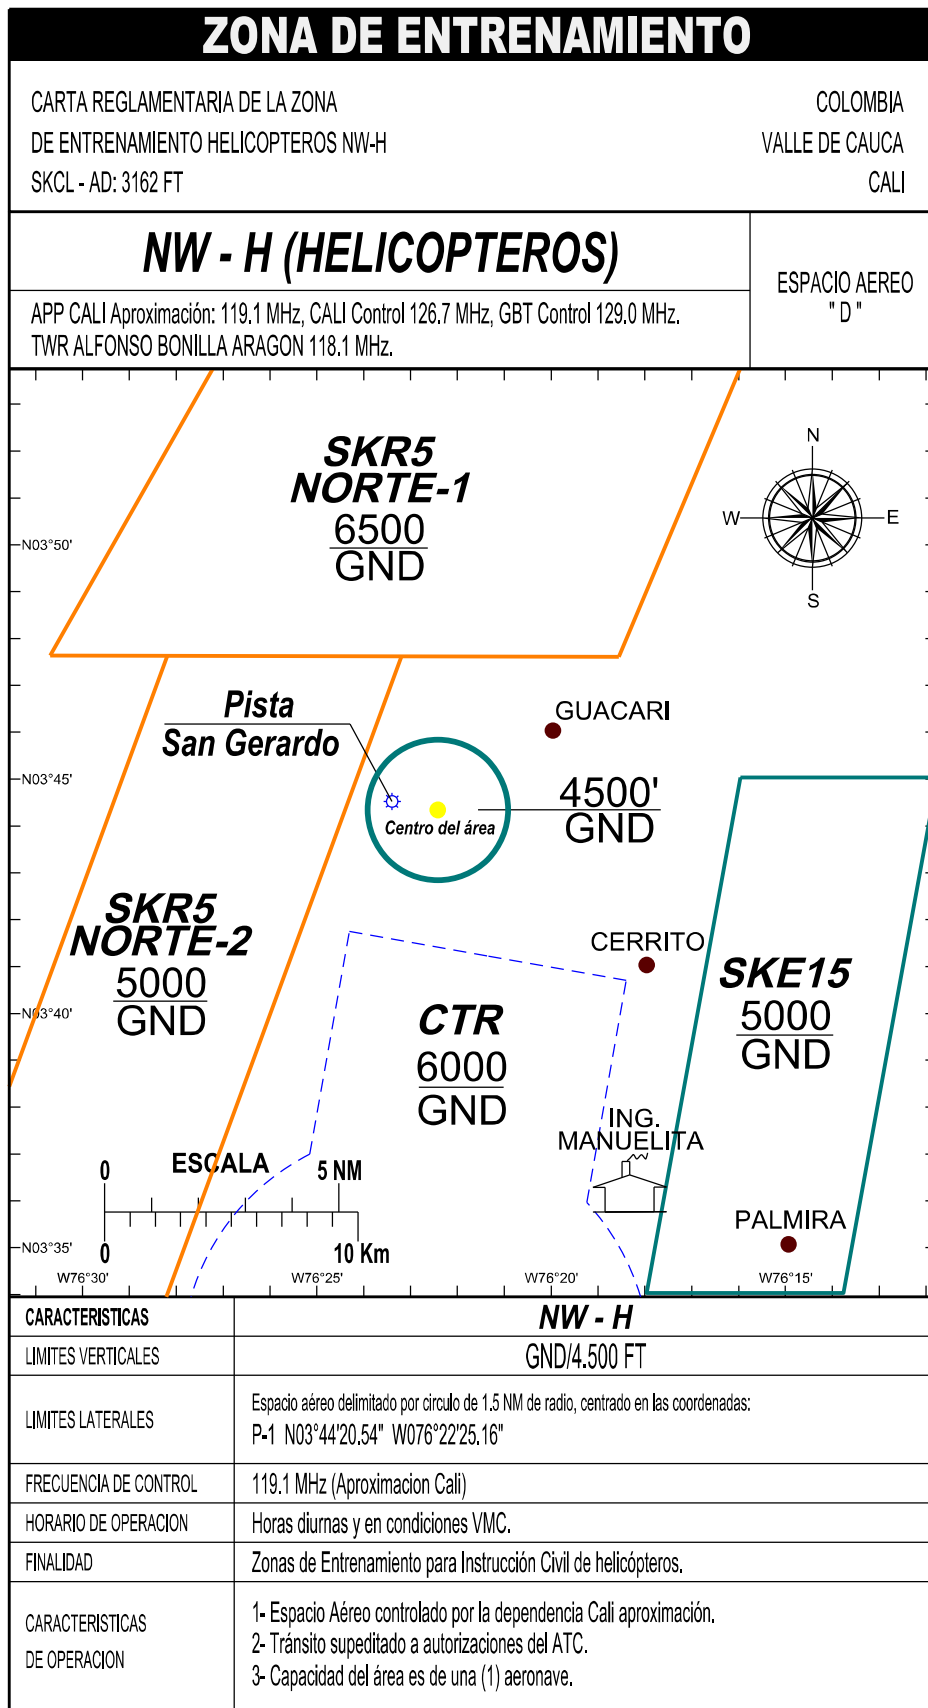 ZONA DE ENTRENAMIENTO
CARTA REGLAMENTARIA DE LA ZONA
DE ENTRENAMIENTO HELICOPTEROS NW-H
SKCL - AD: 3162 FT
COLOMBIA
VALLE DE CAUCA
CALI
NW - H (HELICOPTEROS)
APP CALI Aproximación: 119.1 MHz, CALI Control 126.7 MHz, GBT Control 129.0 MHz.
TWR ALFONSO BONILLA ARAGON 118.1 MHz.
ESPACIO AEREO
" D "
SKR5
NORTE-1
6500
GND
N
W
E
S
N03°50'
Pista
San Gerardo
GUACARI
N03°45'
4500'
GND
Centro del área
SKR5
NORTE-2
5000
GND
CERRITO
SKE15
5000
GND
N03°40'
CTR
6000
GND
ING.
MANUELITA
0
ESCALA
5 NM
0
10 Km
PALMIRA
N03°35'
W76°30'
W76°25'
W76°20'
W76°15'
CARACTERISTICAS
NW - H
LIMITES VERTICALES
GND/4.500 FT
LIMITES LATERALES
Espacio aéreo delimitado por circulo de 1.5 NM de radio, centrado en las coordenadas:
P-1 N03°44'20.54" W076°22'25.16"
FRECUENCIA DE CONTROL
119.1 MHz (Aproximacion Cali)
HORARIO DE OPERACION
Horas diurnas y en condiciones VMC.
FINALIDAD
Zonas de Entrenamiento para Instrucción Civil de helicópteros.
CARACTERISTICAS
DE OPERACION
1- Espacio Aéreo controlado por la dependencia Cali aproximación.
2- Tránsito supeditado a autorizaciones del ATC.
3- Capacidad del área es de una (1) aeronave.